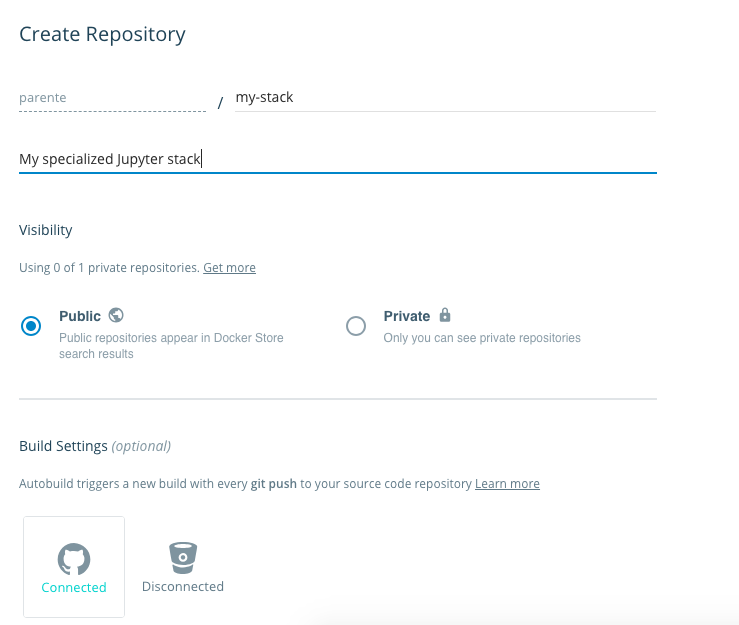 Create Repository
parente / my-stack
My specialized Jupyter stack
Visibility
Using 0 of 1 private repositories. Get more
Public Private
Public repositories appear in Docker Store Only you can see private repositories
search results
Build Settings (optional)
Autobuild triggers a new build with every git push to your source code repository Learn more
Connected Disconnected